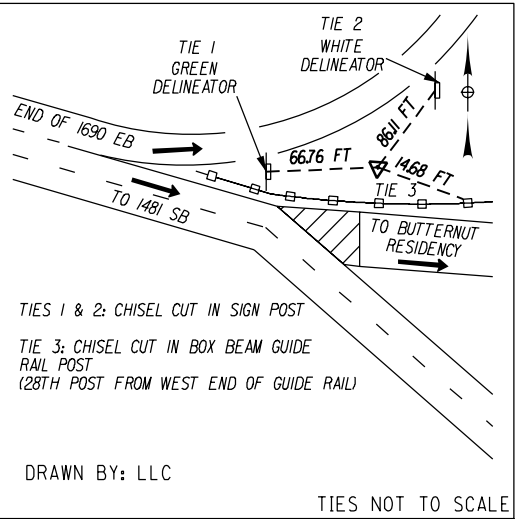 TIE 1
GREEN
DELINEATOR
TIE 2
WHITE
DELINEATOR
END OF 1690 EB
66.76 FT
86.11 FT
14.68 FT
TIE 3
TO 1481 SB
TO BUTTERNUT
RESIDENCY
TIES 1 & 2: CHISEL CUT IN SIGN POST
TIE 3: CHISEL CUT IN BOX BEAM GUIDE
RAIL POST
(28TH POST FROM WEST END OF GUIDE RAIL)
DRAWN BY: LLC
TIES NOT TO SCALE